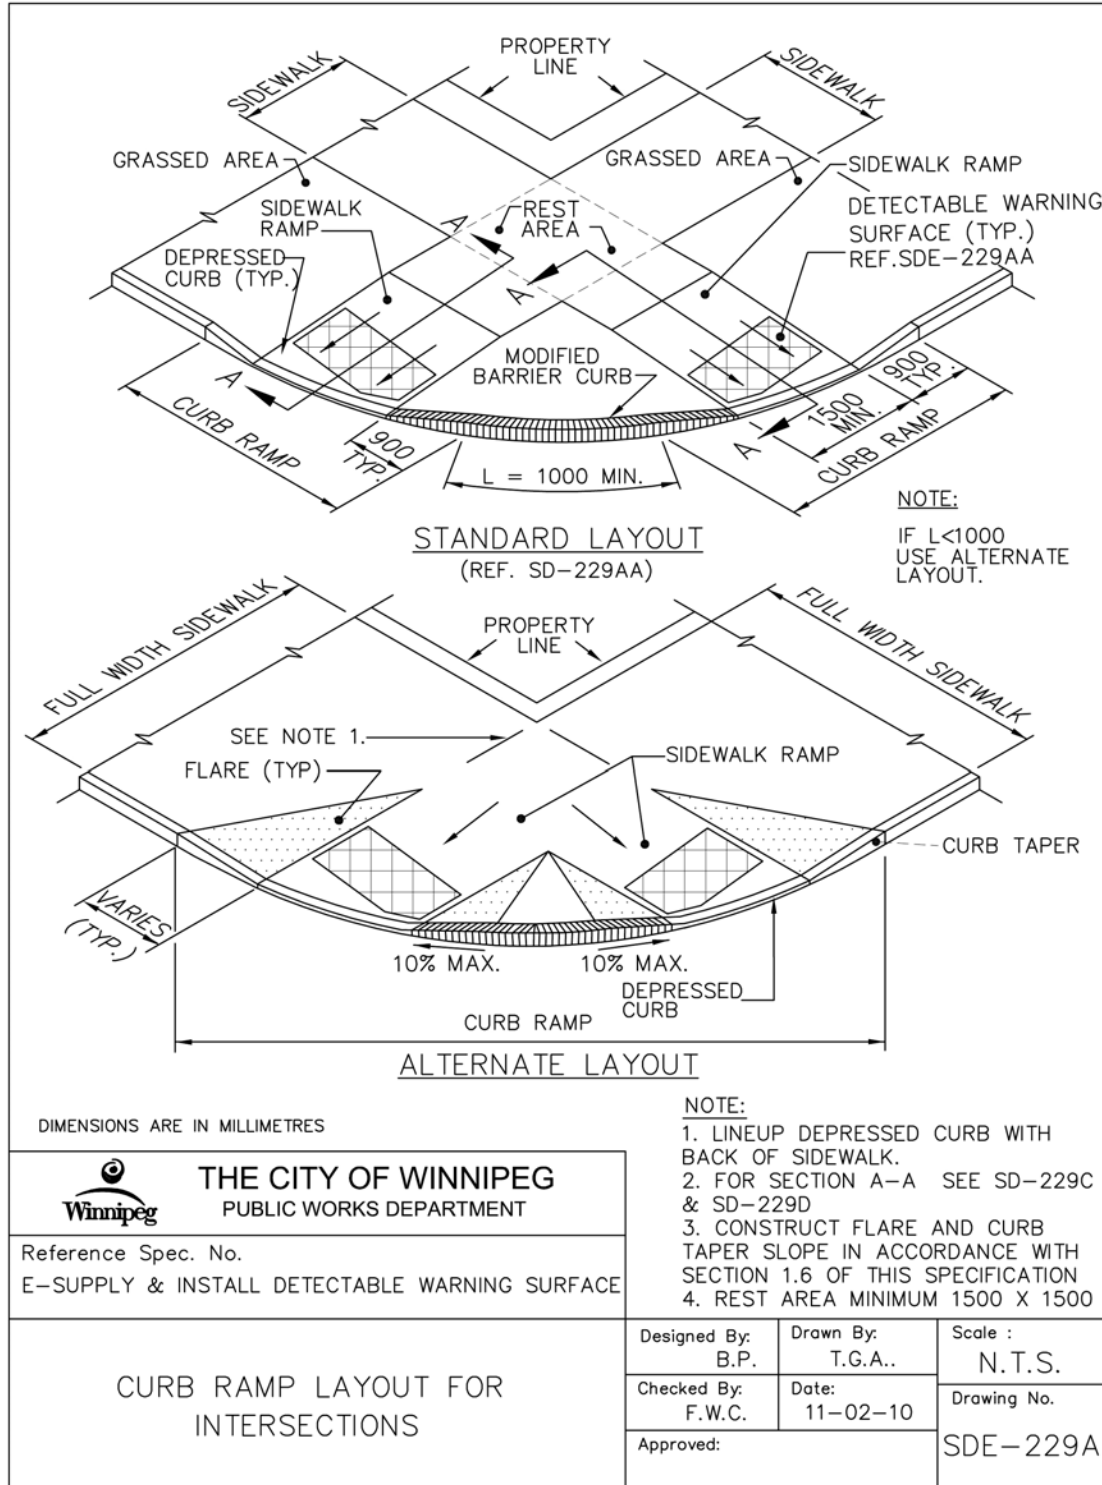 PROPERTY
LINE
SIDEWALK
SIDEWALK
GRASSED AREA
GRASSED AREA
SIDEWALK RAMP
SIDEWALK
RAMP
REST
AREA
DETECTABLE WARNING
SURFACE (TYP.)
REF.SDE-229AA
DEPRESSED
CURB (TYP.)
A
A
A
A
MODIFIED
BARRIER CURB
CURB RAMP
900
TYP.
L = 1000 MIN.
900
TYP.
1500
MIN.
CURB RAMP
STANDARD LAYOUT
(REF. SD-229AA)
NOTE:
IF L<1000
USE ALTERNATE
LAYOUT.
FULL WIDTH SIDEWALK
PROPERTY
LINE
FULL WIDTH SIDEWALK
SEE NOTE 1.
FLARE (TYP)
SIDEWALK RAMP
CURB TAPER
VARIES
(TYP.)
10% MAX.
10% MAX.
DEPRESSED
CURB
CURB RAMP
ALTERNATE LAYOUT
DIMENSIONS ARE IN MILLIMETRES
NOTE:
1. LINEUP DEPRESSED CURB WITH
BACK OF SIDEWALK.
2. FOR SECTION A-A SEE SD-229C
& SD-229D
3. CONSTRUCT FLARE AND CURB
TAPER SLOPE IN ACCORDANCE WITH
SECTION 1.6 OF THIS SPECIFICATION
4. REST AREA MINIMUM 1500 X 1500
Winnipeg
THE CITY OF WINNIPEG
PUBLIC WORKS DEPARTMENT
Reference Spec. No.
E-SUPPLY & INSTALL DETECTABLE WARNING SURFACE
CURB RAMP LAYOUT FOR
INTERSECTIONS
Designed By:
B.P.
Drawn By:
T.G.A..
Scale :
N.T.S.
Checked By:
F.W.C.
Date:
11-02-10
Drawing No.
SDE-229A
Approved: